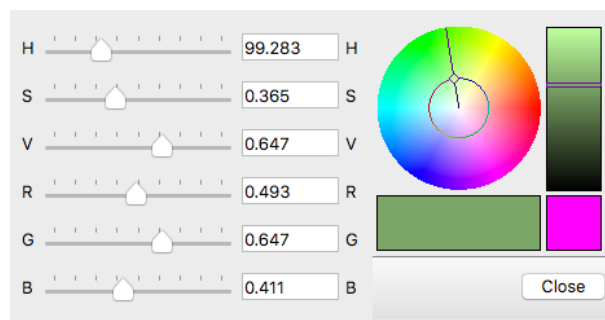 H 99.283 H
S 0.365 S
V 0.647 V
R 0.493 R
G 0.647 G
B 0.411 B
Close